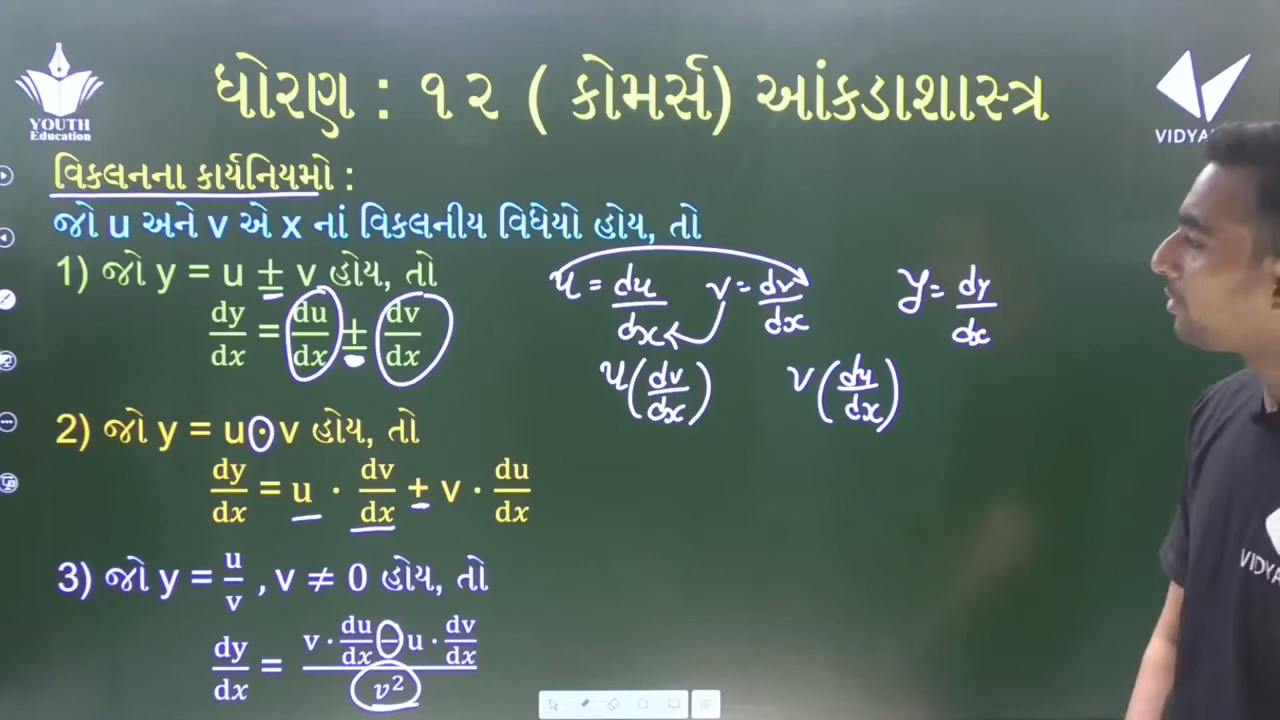 YOUTH
Education
ધોરણ : ૧૨ ( કોમર્સ) આંકડાશાસ્ત્ર
વિકલનના કાર્યનિયમો :
જો u અને v એ x નાં વિકલનીય વિધેયો હોય, તો
1) જો y = u ± v હોય, તો
dy/dx = du/dx ± dv/dx
u = du/dx v = dv/dx y = dy/dx
u(dv/dx) v(du/dx)
2) જો y = u · v હોય, તો
dy/dx = u · dv/dx ± v · du/dx
3) જો y = u/v , v ≠ 0 હોય, તો
dy/dx = (v · du/dx − u · dv/dx)/v²